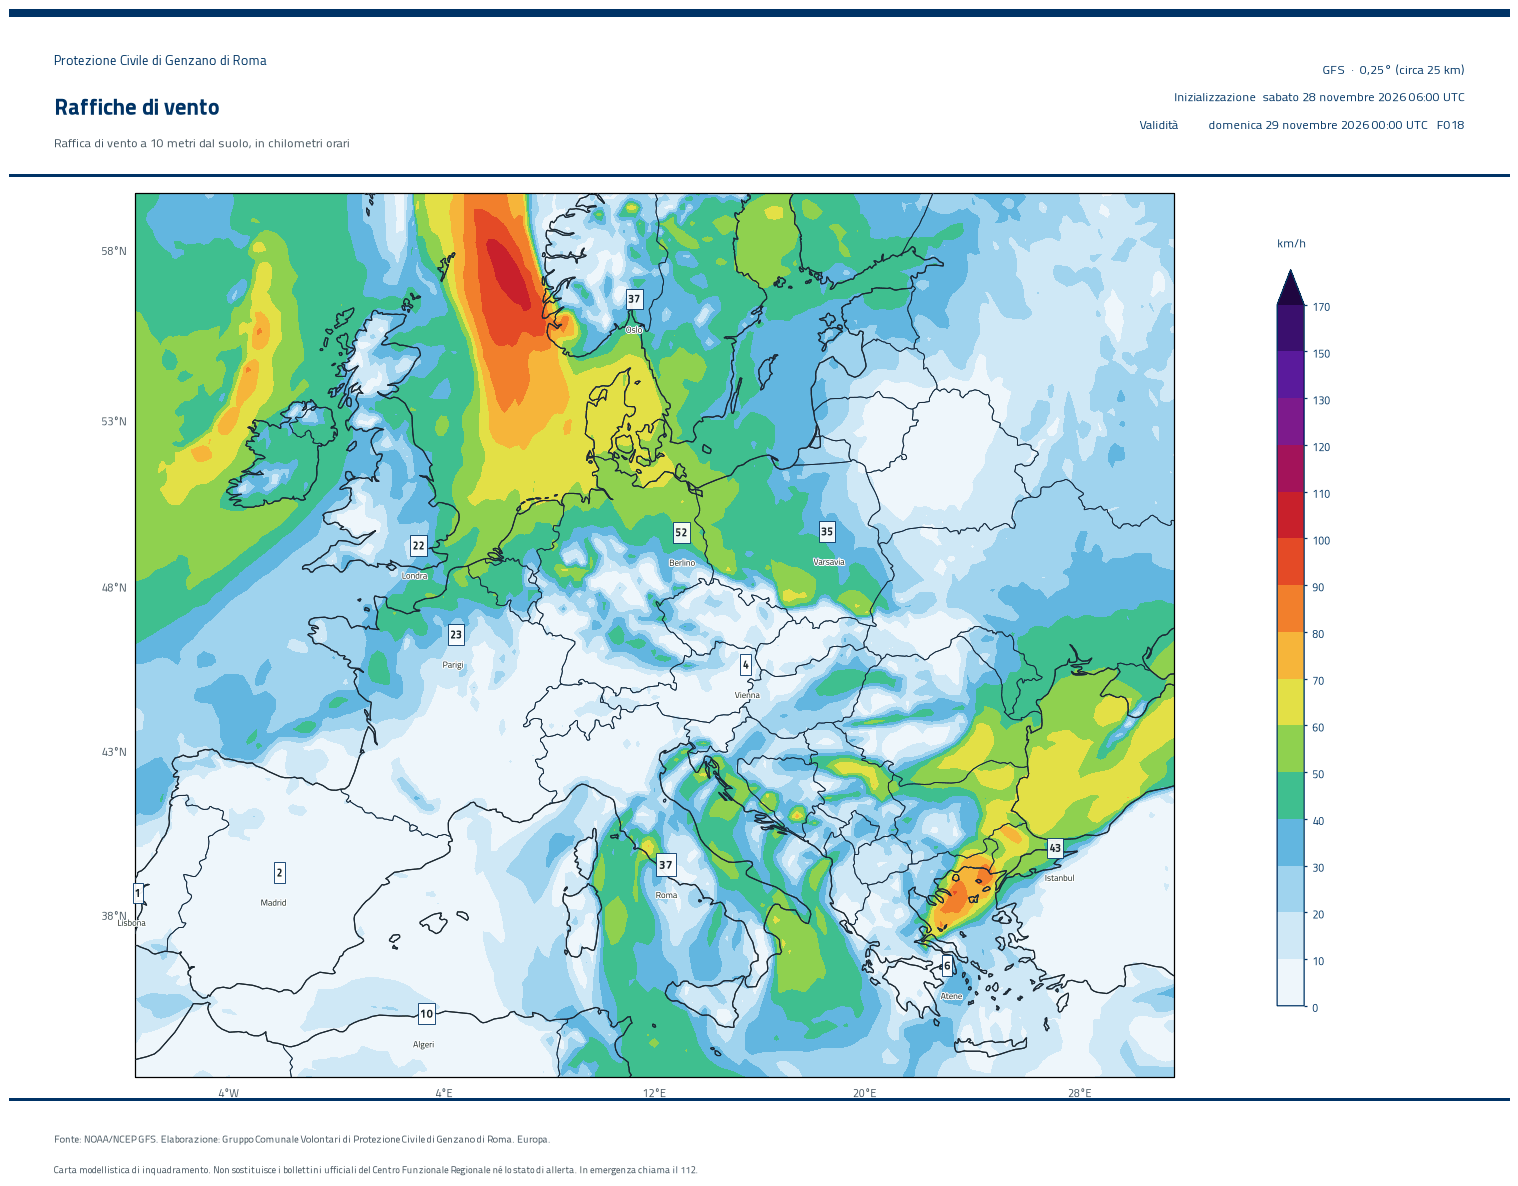 Protezione Civile di Genzano di Roma
Raffiche di vento
Raffica di vento a 10 metri dal suolo, in chilometri orari
GFS · 0,25° (circa 25 km)
Inizializzazione sabato 28 novembre 2026 06:00 UTC
Validità domenica 29 novembre 2026 00:00 UTC F018
km/h
170
150
130
120
110
100
90
80
70
60
50
40
30
20
10
0
58°N
53°N
48°N
43°N
38°N
4°W
4°E
12°E
20°E
28°E
37
Oslo
22
Londra
52
Berlino
35
Varsavia
23
Parigi
4
Vienna
1
Lisbona
2
Madrid
37
Roma
43
Istanbul
6
Atene
10
Algeri
Fonte: NOAA/NCEP GFS. Elaborazione: Gruppo Comunale Volontari di Protezione Civile di Genzano di Roma. Europa.
Carta modellistica di inquadramento. Non sostituisce i bollettini ufficiali del Centro Funzionale Regionale né lo stato di allerta. In emergenza chiama il 112.